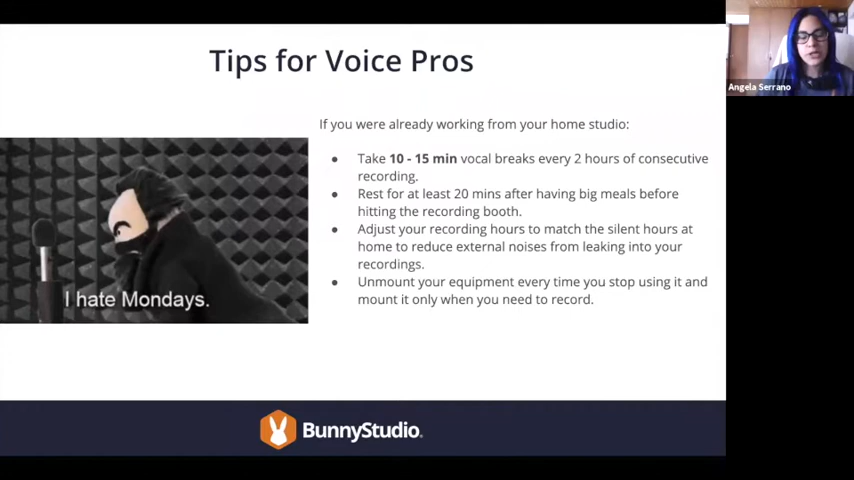 Tips for Voice Pros
Angela Serrano
If you were already working from your home studio:
● Take 10 - 15 min vocal breaks every 2 hours of consecutive
recording.
● Rest for at least 20 mins after having big meals before
hitting the recording booth.
● Adjust your recording hours to match the silent hours at
home to reduce external noises from leaking into your
recordings.
● Unmount your equipment every time you stop using it and
mount it only when you need to record.
I hate Mondays.
BunnyStudio.